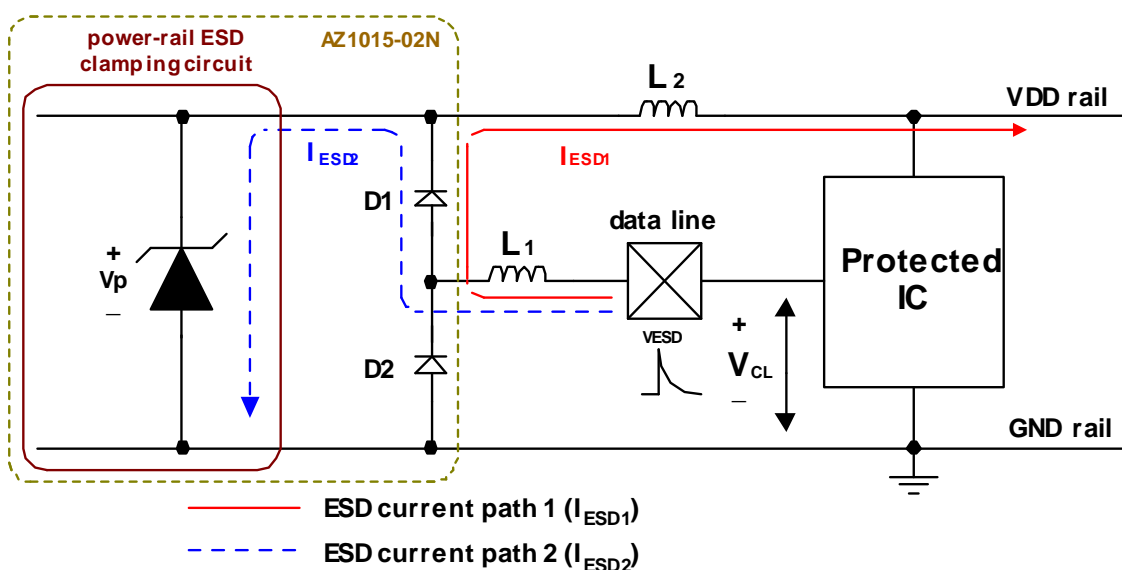 power-rail ESD
clamping circuit
AZ1015-02N
L2
VDD rail
IESD2
IESD1
D1
data line
L1
+
Vp
_
Protected
IC
VESD
+
VCL
_
D2
GND rail
ESD current path 1 (IESD1)
ESD current path 2 (IESD2)